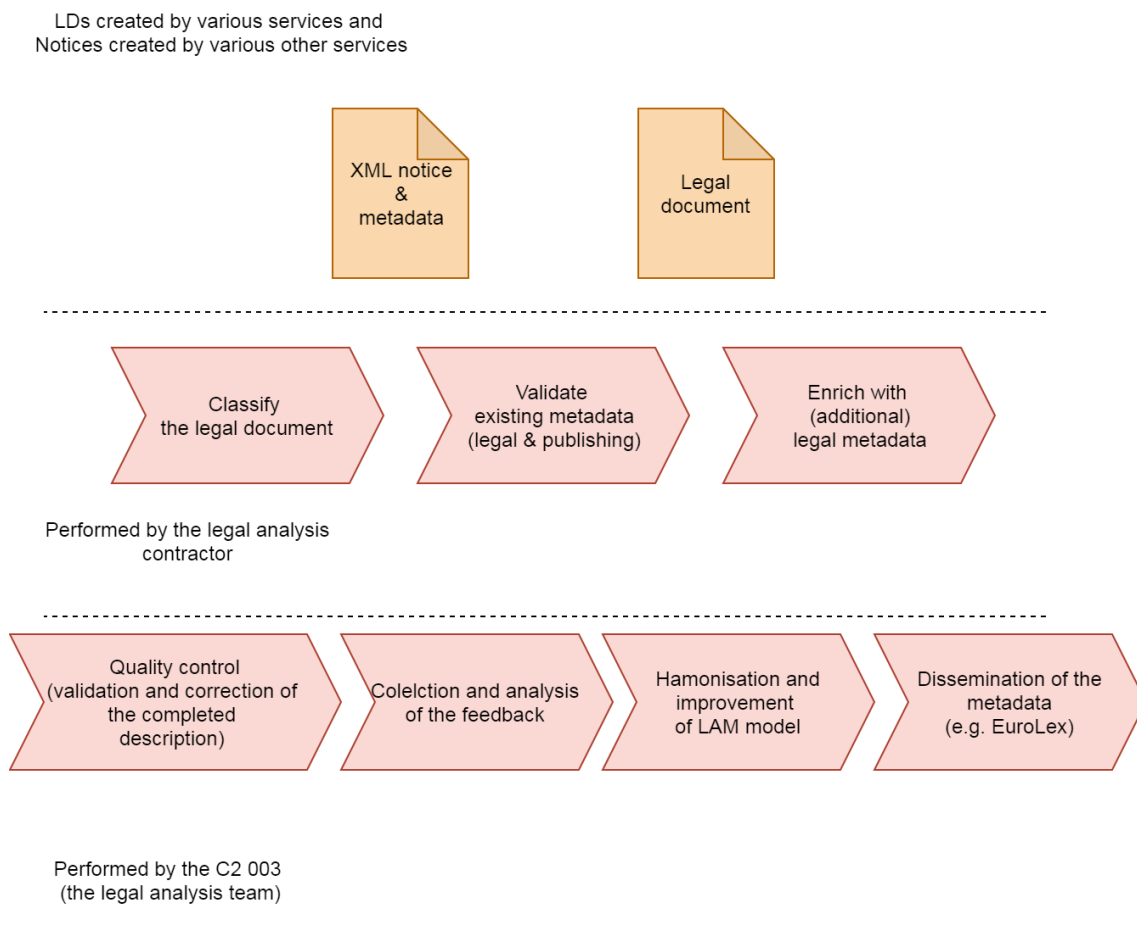 LDs created by various services and
Notices created by various other services
XML notice
&
metadata
Legal
document
Classify
the legal document
Validate
existing metadata
(legal & publishing)
Enrich with
(additional)
legal metadata
Performed by the legal analysis
contractor
Quality control
(validation and correction of
the completed
description)
Colelction and analysis
of the feedback
Hamonisation and
improvement
of LAM model
Dissemination of the
metadata
(e.g. EuroLex)
Performed by the C2 003
(the legal analysis team)